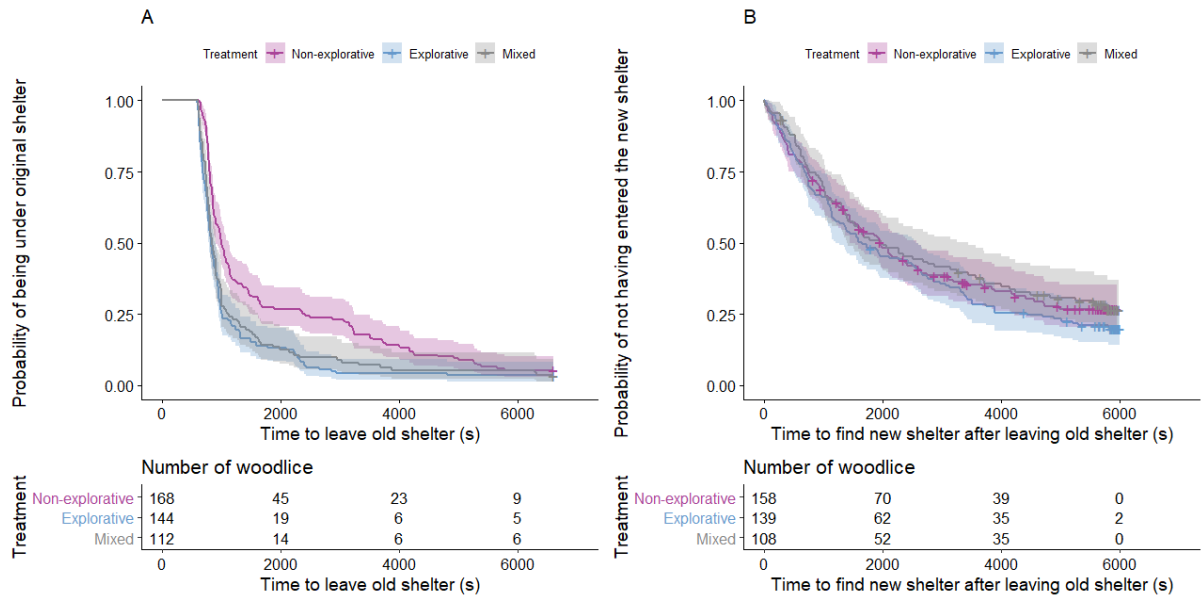 A
Treatment Non-explorative Explorative Mixed
Probability of being under original shelter
1.00
0.75
0.50
0.25
0.00
0 2000 4000 6000
Time to leave old shelter (s)
Number of woodlice
Treatment
Non-explorative 168 45 23 9
Explorative 144 19 6 5
Mixed 112 14 6 6
0 2000 4000 6000
Time to leave old shelter (s)
B
Treatment Non-explorative Explorative Mixed
Probability of not having entered the new shelter
1.00
0.75
0.50
0.25
0.00
0 2000 4000 6000
Time to find new shelter after leaving old shelter (s)
Number of woodlice
Treatment
Non-explorative 158 70 39 0
Explorative 139 62 35 2
Mixed 108 52 35 0
0 2000 4000 6000
Time to find new shelter after leaving old shelter (s)